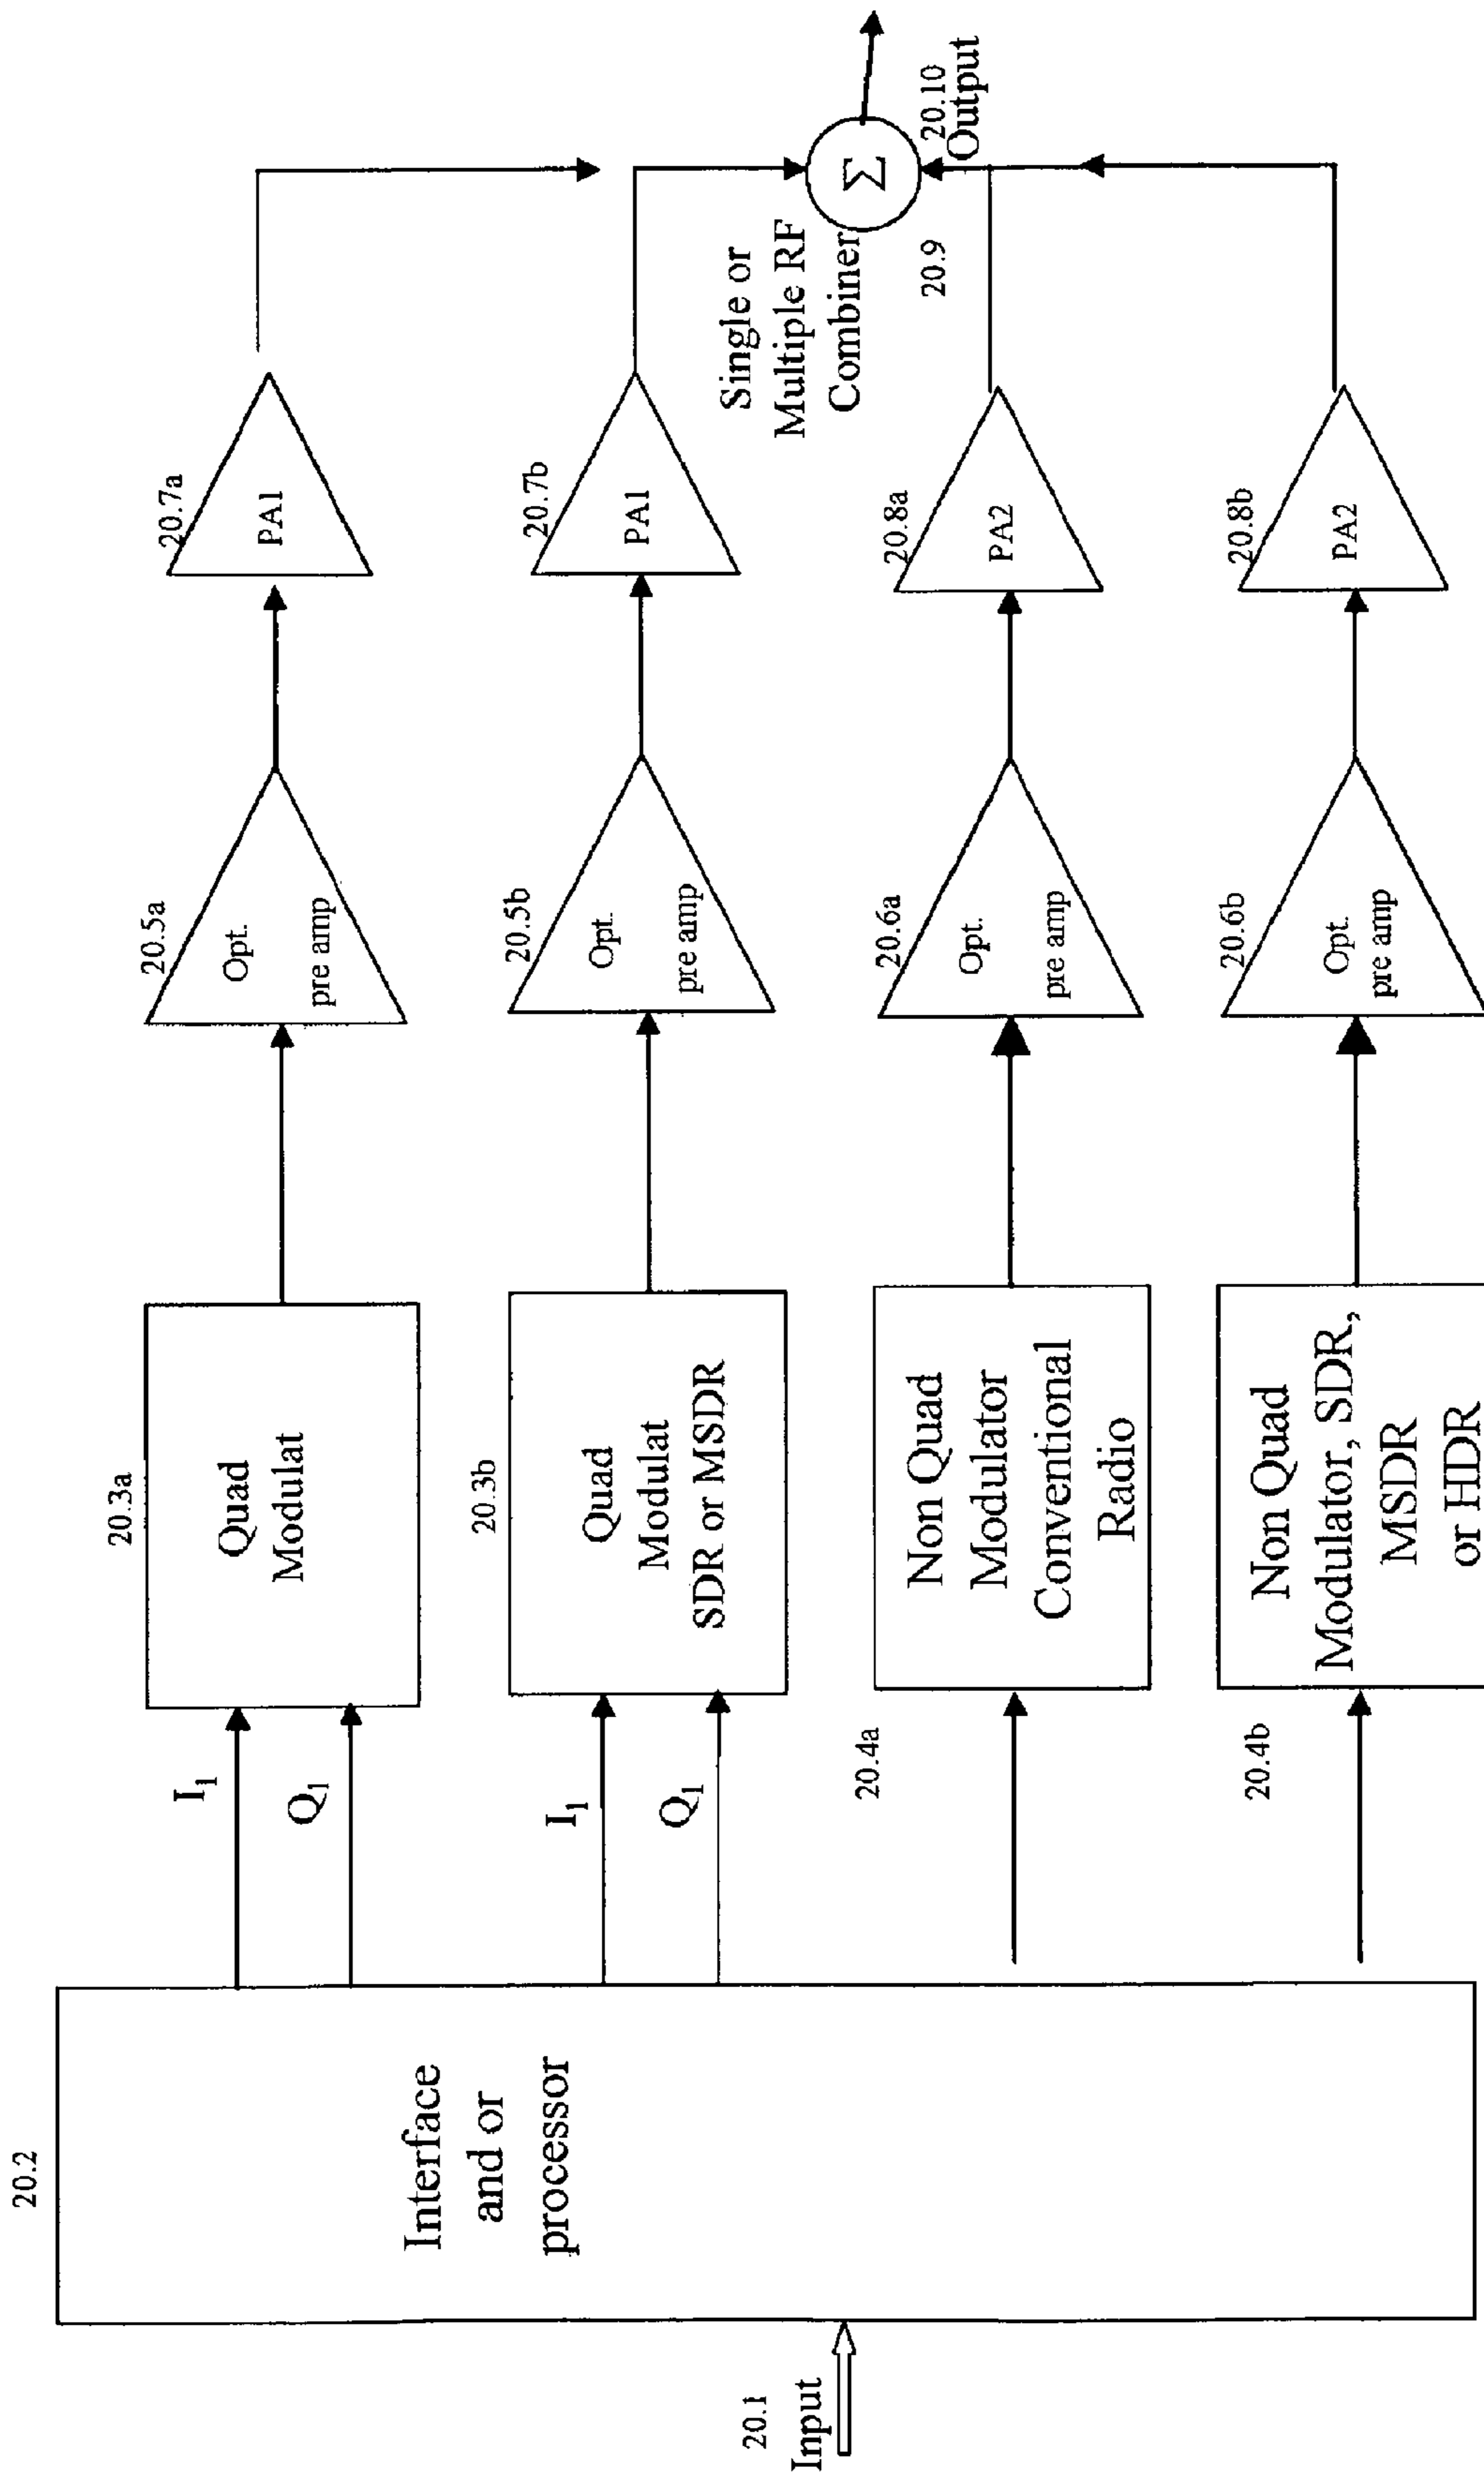 20.1
Input
20.2
Interface
and or
processor
I1
Q1
20.3a
Quad
Modulat
20.5a
Opt.
pre amp
20.7a
PA1
I1
Q1
20.3b
Quad
Modulat
SDR or MSDR
20.5b
Opt.
pre amp
20.7b
PA1
20.4a
Non Quad
Modulator
Conventional
Radio
20.6a
Opt.
pre amp
20.8a
PA2
20.4b
Non Quad
Modulator, SDR,
MSDR
or HDR
20.6b
Opt.
pre amp
20.8b
PA2
Single or
Multiple RF
Combiner
Σ
20.9
20.10
Output